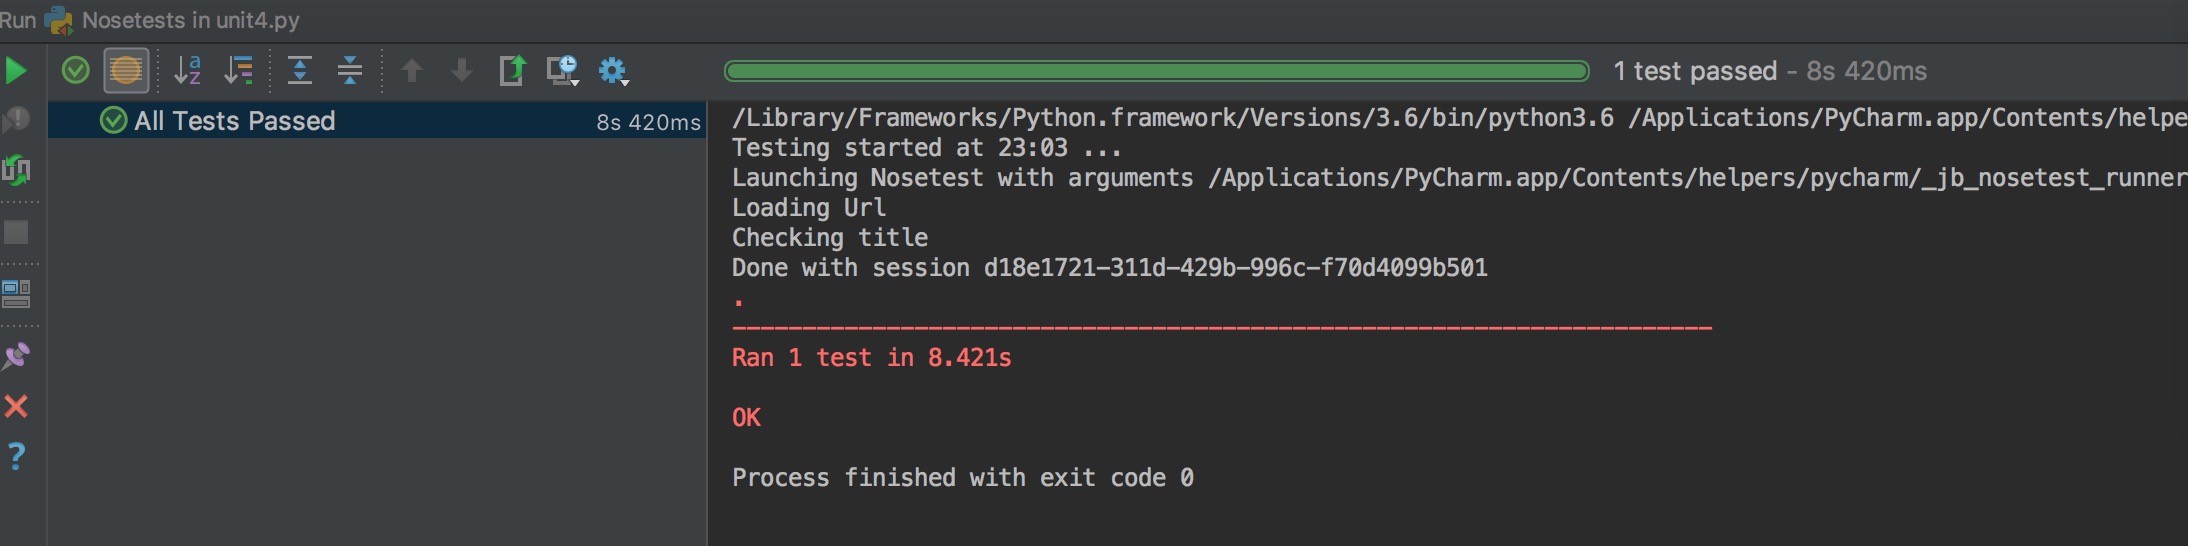 Run Nosetests in unit4.py
1 test passed - 8s 420ms
All Tests Passed 8s 420ms
/Library/Frameworks/Python.framework/Versions/3.6/bin/python3.6 /Applications/PyCharm.app/Contents/helpe
Testing started at 23:03 ...
Launching Nosetest with arguments /Applications/PyCharm.app/Contents/helpers/pycharm/_jb_nosetest_runner
Loading Url
Checking title
Done with session d18e1721-311d-429b-996c-f70d4099b501
.
----------------------------------------------------------------------
Ran 1 test in 8.421s
OK
Process finished with exit code 0